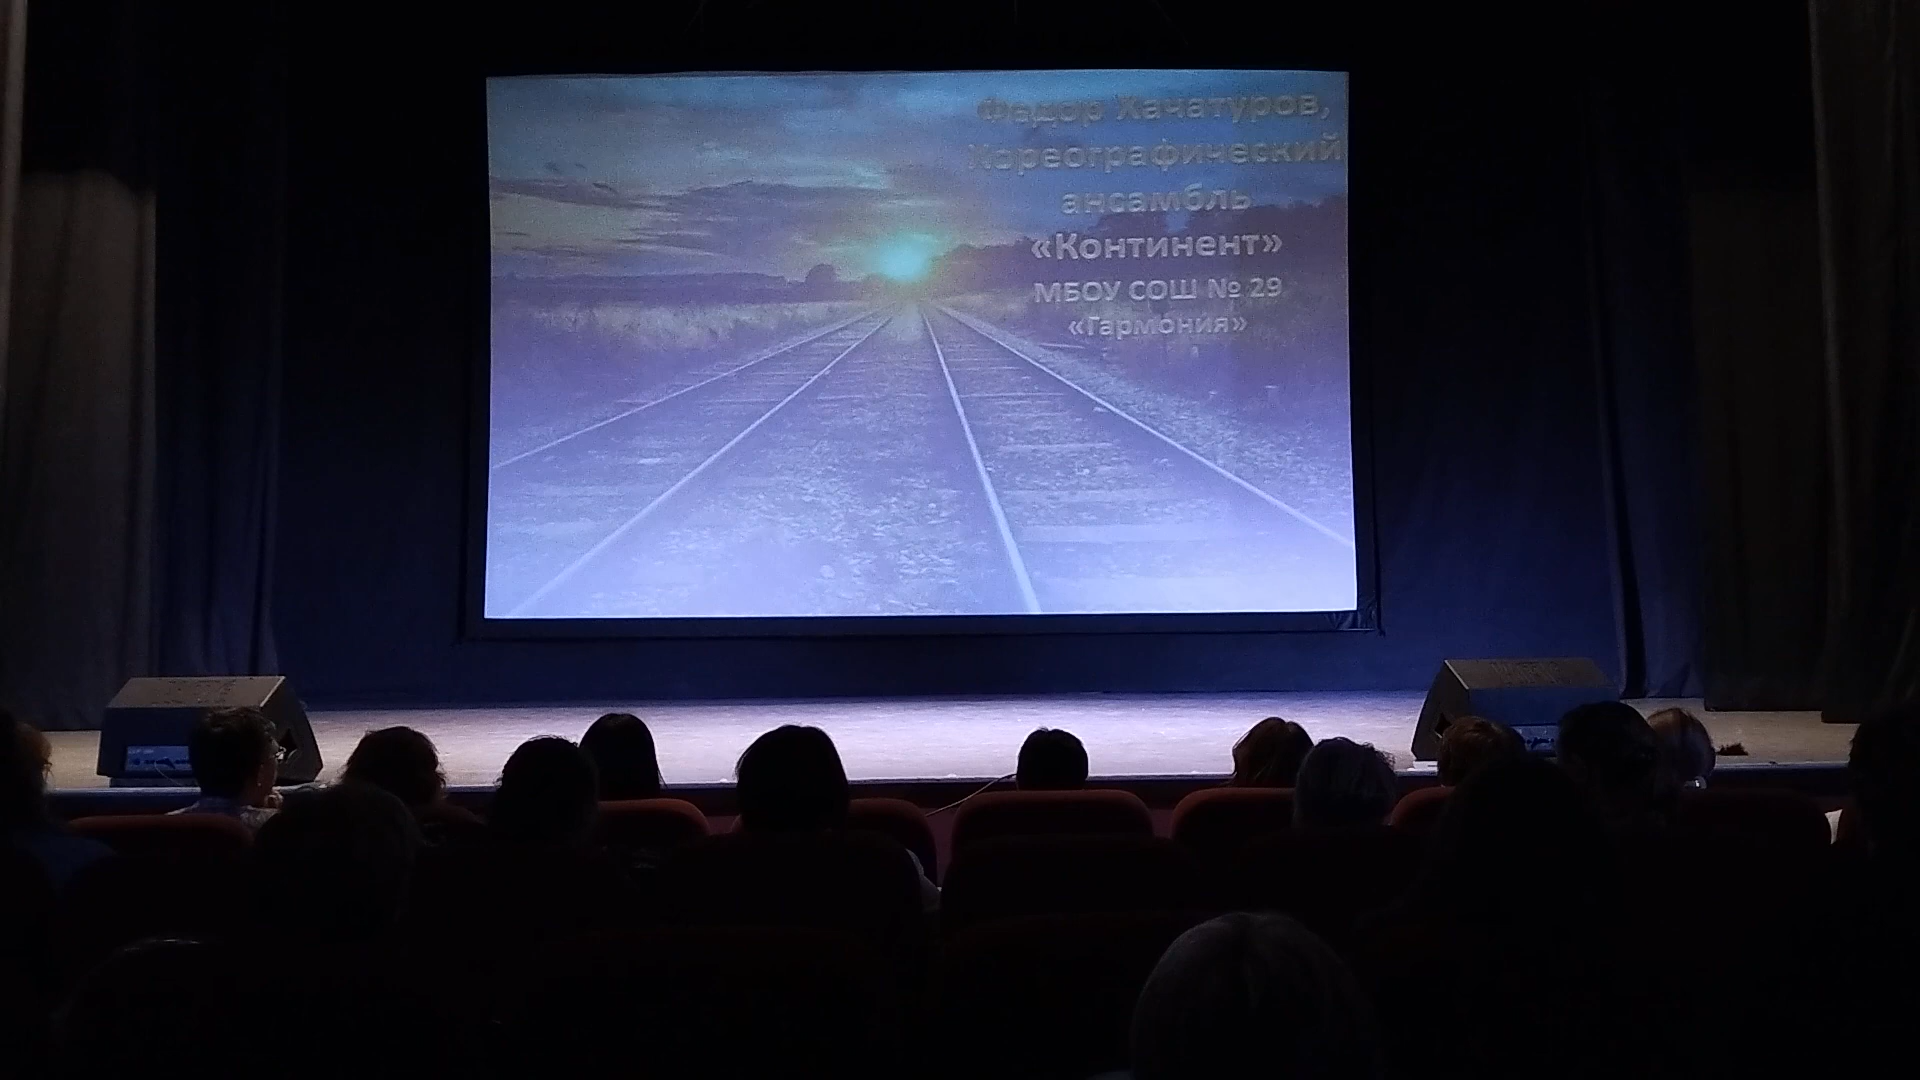 Федор Хачатуров,
Хореографический
ансамбль
«Континент»
МБОУ СОШ № 29
«Гармония»